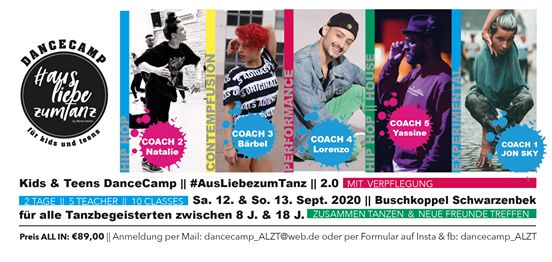 DANCECAMP
#aus
liebe
zumtanz
für kids und teens
HIP HOP
COACH 2
Natalie
CONTEMPFUSION
COACH 3
Bärbel
PERFORMANCE
COACH 4
Lorenzo
HIP HOP || HOUSE
COACH 5
Yassine
EXPERIMENTAL
COACH 1
JON SKY
Kids & Teens DanceCamp || #AusLiebezumTanz || 2.0 MIT VERPFLEGUNG
2 TAGE || 5 TEACHER || 10 CLASSES Sa. 12. & So. 13. Sept. 2020 || Buschkoppel Schwarzenbek
für alle Tanzbegeisterten zwischen 8 J. & 18 J. ZUSAMMEN TANZEN & NEUE FREUNDE TREFFEN
Preis ALL IN: €89,00 || Anmeldung per Mail: dancecamp_ALZT@web.de oder per Formular auf Insta & fb: dancecamp_ALZT